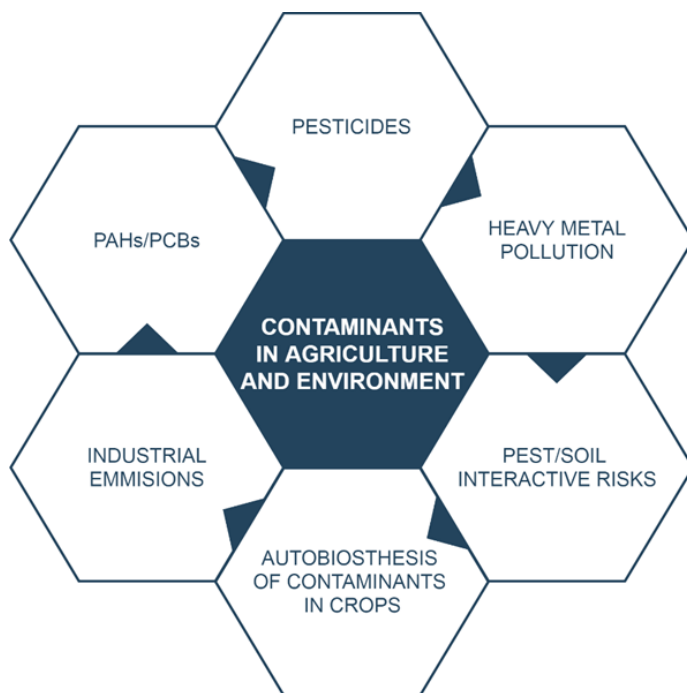 PESTICIDES
PAHs/PCBs
HEAVY METAL
POLLUTION
CONTAMINANTS
IN AGRICULTURE
AND ENVIRONMENT
INDUSTRIAL
EMMISIONS
PEST/SOIL
INTERACTIVE RISKS
AUTOBIOSTHESIS
OF CONTAMINANTS
IN CROPS